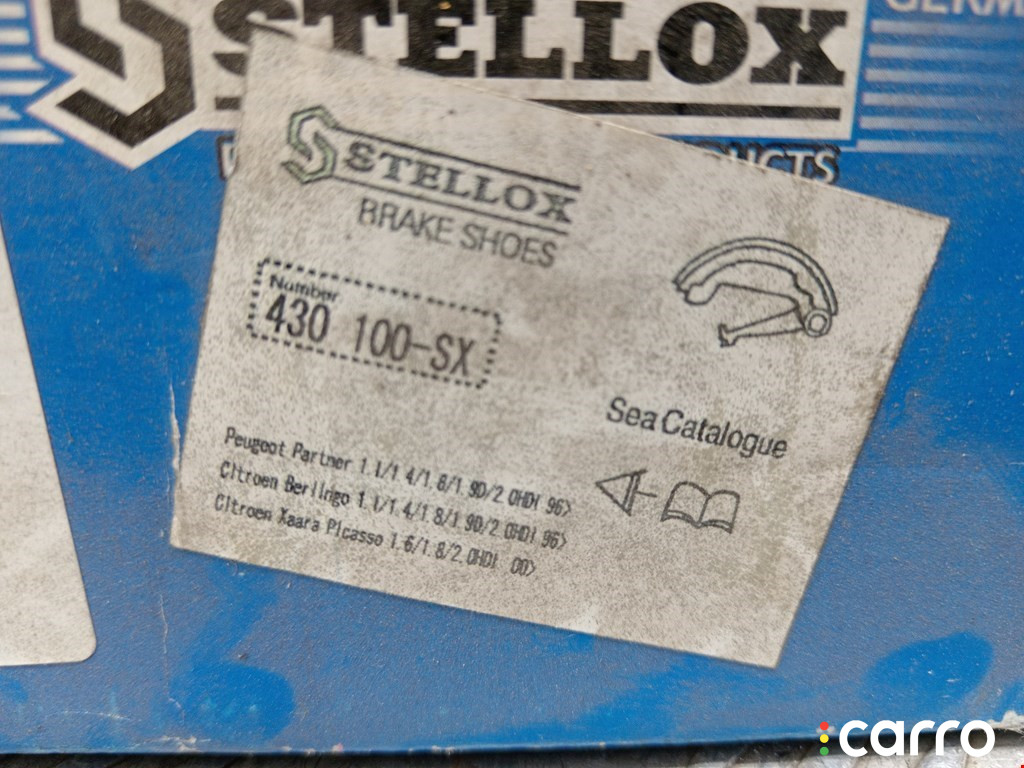 STELLOX
GERM
DUCTS
STELLOX
BRAKE SHOES
Number
430 100-SX
Sea Catalogue
Peugeot Partner 1.1/1.4/1.8/1.9D/2.0HDI 96>
Citroen Berlingo 1.1/1.4/1.8/1.9D/2.0HDI 96>
Citroen Xaara Picasso 1.6/1.8/2.0HDI 00>
carro